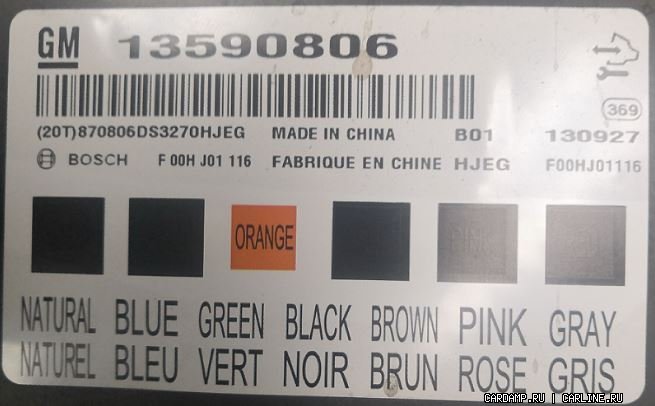 GM 13590806
369
(20T)870806DS3270HJEG MADE IN CHINA B01 130927
BOSCH F 00H J01 116 FABRIQUE EN CHINE HJEG F00HJ01116
ORANGE PINK
NATURAL BLUE GREEN BLACK BROWN PINK GRAY
NATUREL BLEU VERT NOIR BRUN ROSE GRIS
CARDAMP.RU | CARLINE.RU